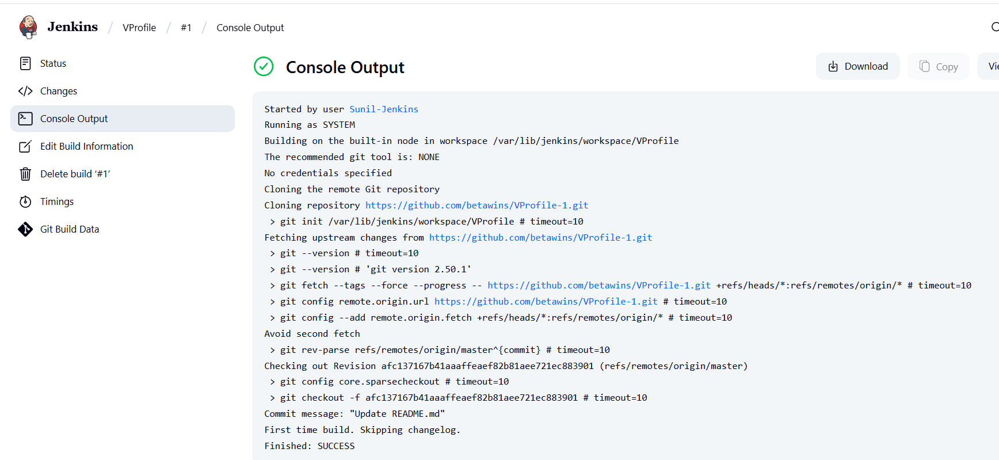 Jenkins / VProfile / #1 / Console Output
Status
Changes
Console Output
Edit Build Information
Delete build ‘#1’
Timings
Git Build Data
Console Output
Download
Copy
Started by user Sunil-Jenkins
Running as SYSTEM
Building on the built-in node in workspace /var/lib/jenkins/workspace/VProfile
The recommended git tool is: NONE
No credentials specified
Cloning the remote Git repository
Cloning repository https://github.com/betawins/VProfile-1.git
 > git init /var/lib/jenkins/workspace/VProfile # timeout=10
Fetching upstream changes from https://github.com/betawins/VProfile-1.git
 > git --version # timeout=10
 > git --version # 'git version 2.50.1'
 > git fetch --tags --force --progress -- https://github.com/betawins/VProfile-1.git +refs/heads/*:refs/remotes/origin/* # timeout=10
 > git config remote.origin.url https://github.com/betawins/VProfile-1.git # timeout=10
 > git config --add remote.origin.fetch +refs/heads/*:refs/remotes/origin/* # timeout=10
Avoid second fetch
 > git rev-parse refs/remotes/origin/master^{commit} # timeout=10
Checking out Revision afc137167b41aaaffeaef82b81aee721ec883901 (refs/remotes/origin/master)
 > git config core.sparsecheckout # timeout=10
 > git checkout -f afc137167b41aaaffeaef82b81aee721ec883901 # timeout=10
Commit message: "Update README.md"
First time build. Skipping changelog.
Finished: SUCCESS